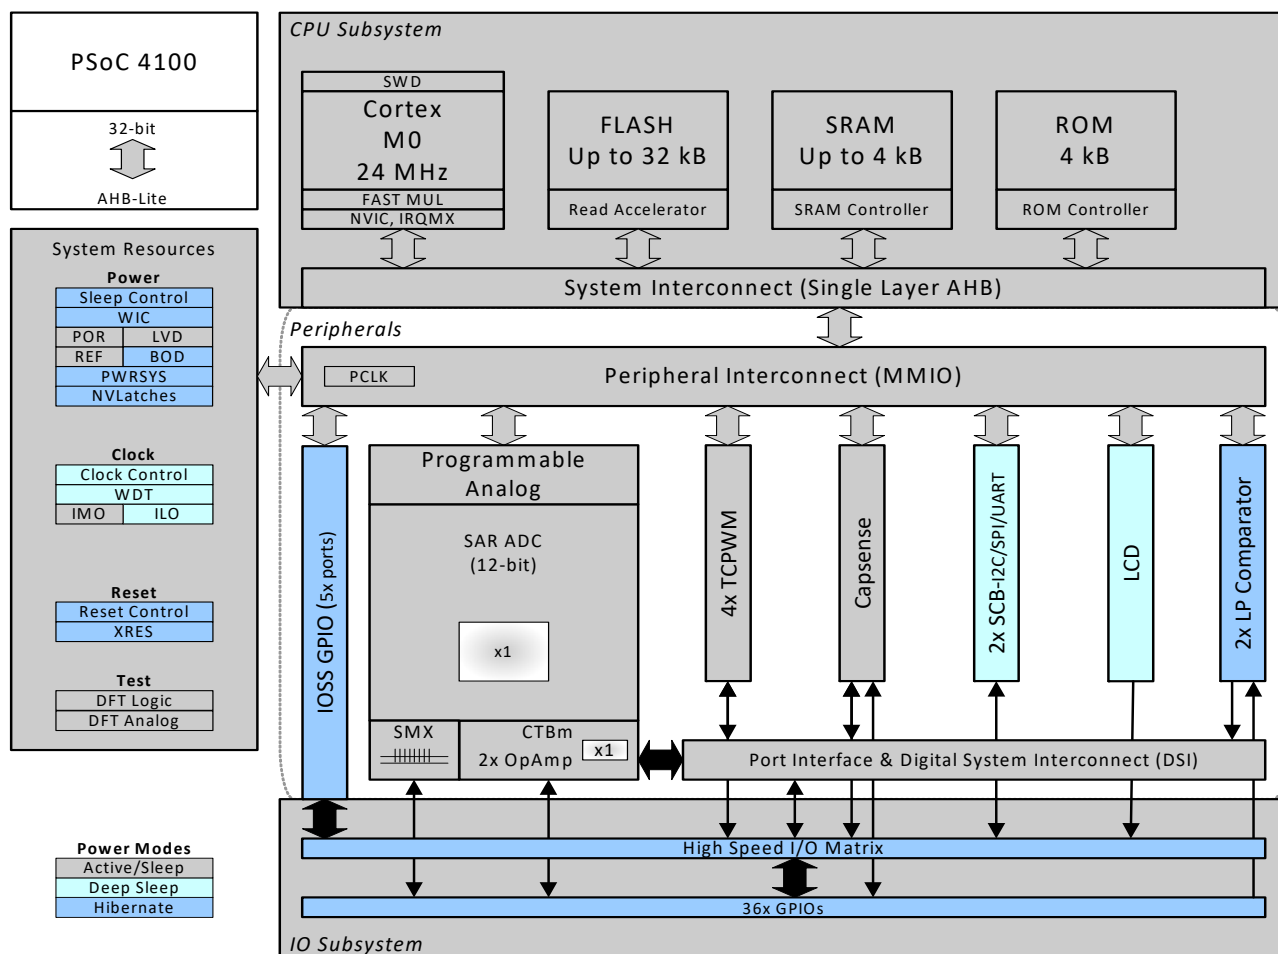 PSoC 4100
32-bit
AHB-Lite
CPU Subsystem
SWD
Cortex
M0
24 MHz
FAST MUL
NVIC, IRQMX
FLASH
Up to 32 kB
Read Accelerator
SRAM
Up to 4 kB
SRAM Controller
ROM
4 kB
ROM Controller
System Interconnect (Single Layer AHB)
System Resources
Power
Sleep Control
WIC
POR LVD
REF BOD
PWRSYS
NVLatches
Clock
Clock Control
WDT
IMO ILO
Reset
Reset Control
XRES
Test
DFT Logic
DFT Analog
Peripherals
PCLK
Peripheral Interconnect (MMIO)
IOSS GPIO (5x ports)
Programmable
Analog
SAR ADC
(12-bit)
x1
SMX
CTBm
2x OpAmp
x1
4x TCPWM
Capsense
2x SCB-I2C/SPI/UART
LCD
2x LP Comparator
Port Interface & Digital System Interconnect (DSI)
High Speed I/O Matrix
36x GPIOs
IO Subsystem
Power Modes
Active/Sleep
Deep Sleep
Hibernate